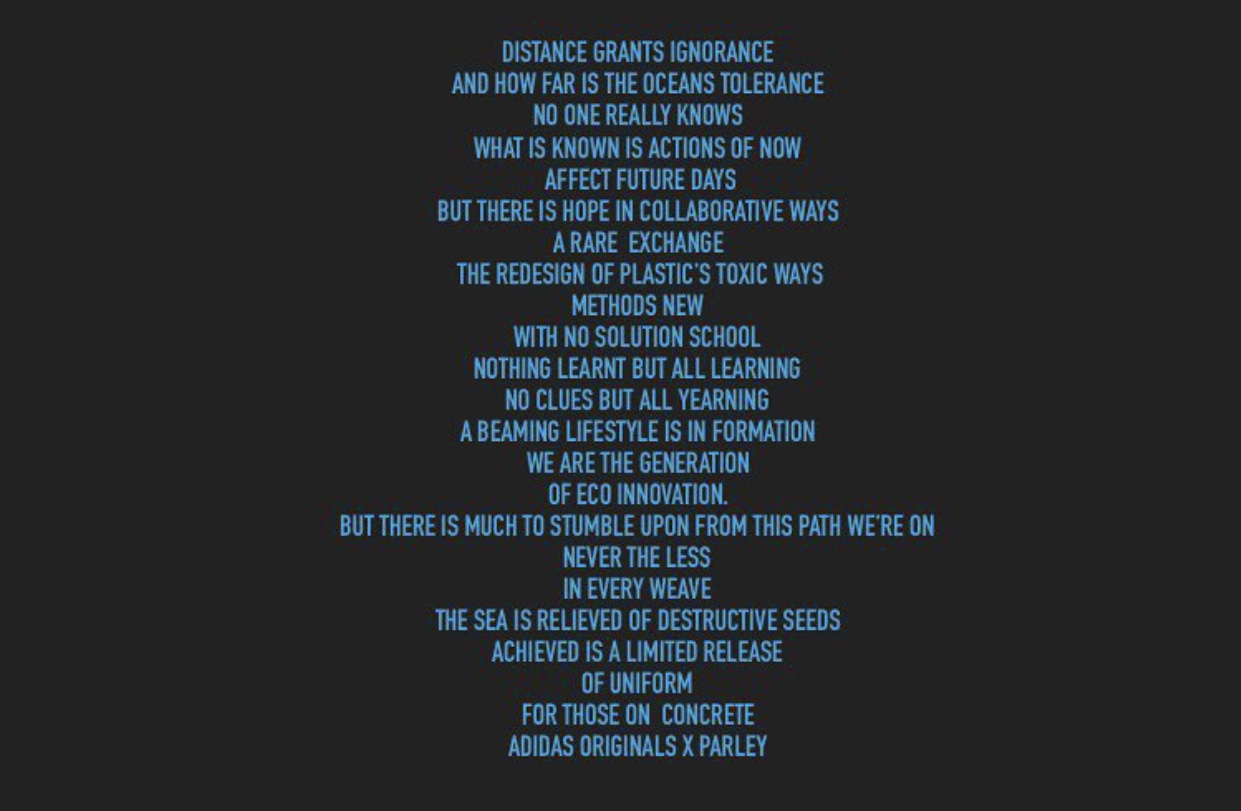 DISTANCE GRANTS IGNORANCE
AND HOW FAR IS THE OCEANS TOLERANCE
NO ONE REALLY KNOWS
WHAT IS KNOWN IS ACTIONS OF NOW
AFFECT FUTURE DAYS
BUT THERE IS HOPE IN COLLABORATIVE WAYS
A RARE  EXCHANGE
THE REDESIGN OF PLASTIC'S TOXIC WAYS
METHODS NEW
WITH NO SOLUTION SCHOOL
NOTHING LEARNT BUT ALL LEARNING
NO CLUES BUT ALL YEARNING
A BEAMING LIFESTYLE IS IN FORMATION
WE ARE THE GENERATION
OF ECO INNOVATION.
BUT THERE IS MUCH TO STUMBLE UPON FROM THIS PATH WE'RE ON
NEVER THE LESS
IN EVERY WEAVE
THE SEA IS RELIEVED OF DESTRUCTIVE SEEDS
ACHIEVED IS A LIMITED RELEASE
OF UNIFORM
FOR THOSE ON  CONCRETE
ADIDAS ORIGINALS X PARLEY